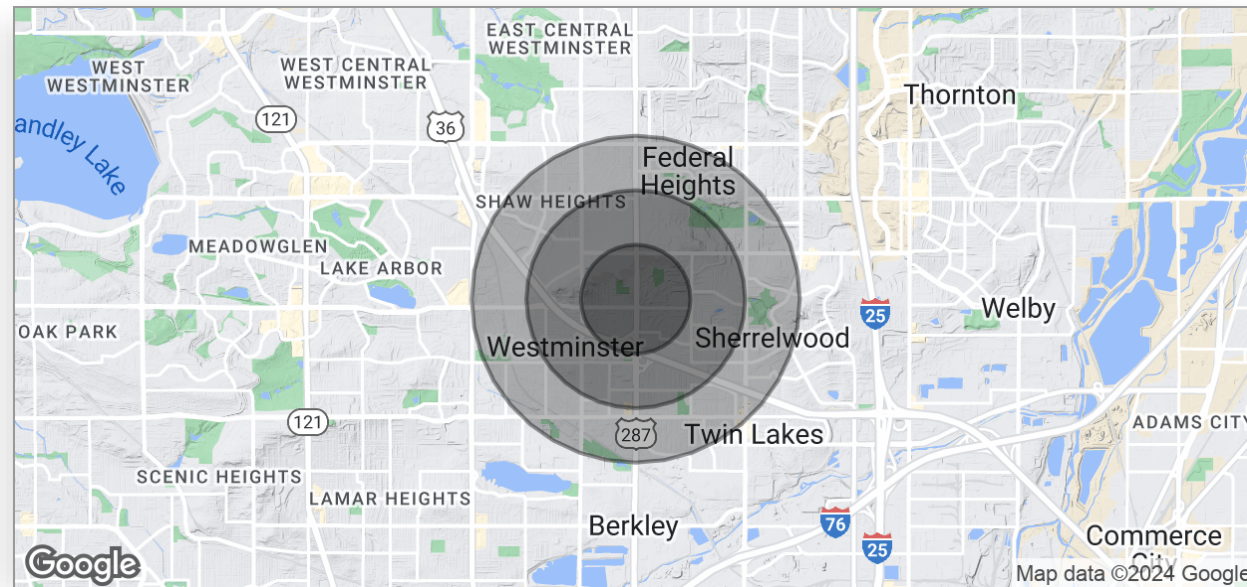 EAST CENTRAL
WESTMINSTER
WEST
WESTMINSTER
WEST CENTRAL
WESTMINSTER
Thornton
121
36
andley Lake
Federal
Heights
SHAW HEIGHTS
MEADOWGLEN
LAKE ARBOR
OAK PARK
25
Welby
Westminster
Sherrelwood
121
287
Twin Lakes
ADAMS CITY
SCENIC HEIGHTS
LAMAR HEIGHTS
Berkley
76
25
Commerce
City
Google
Map data ©2024 Google